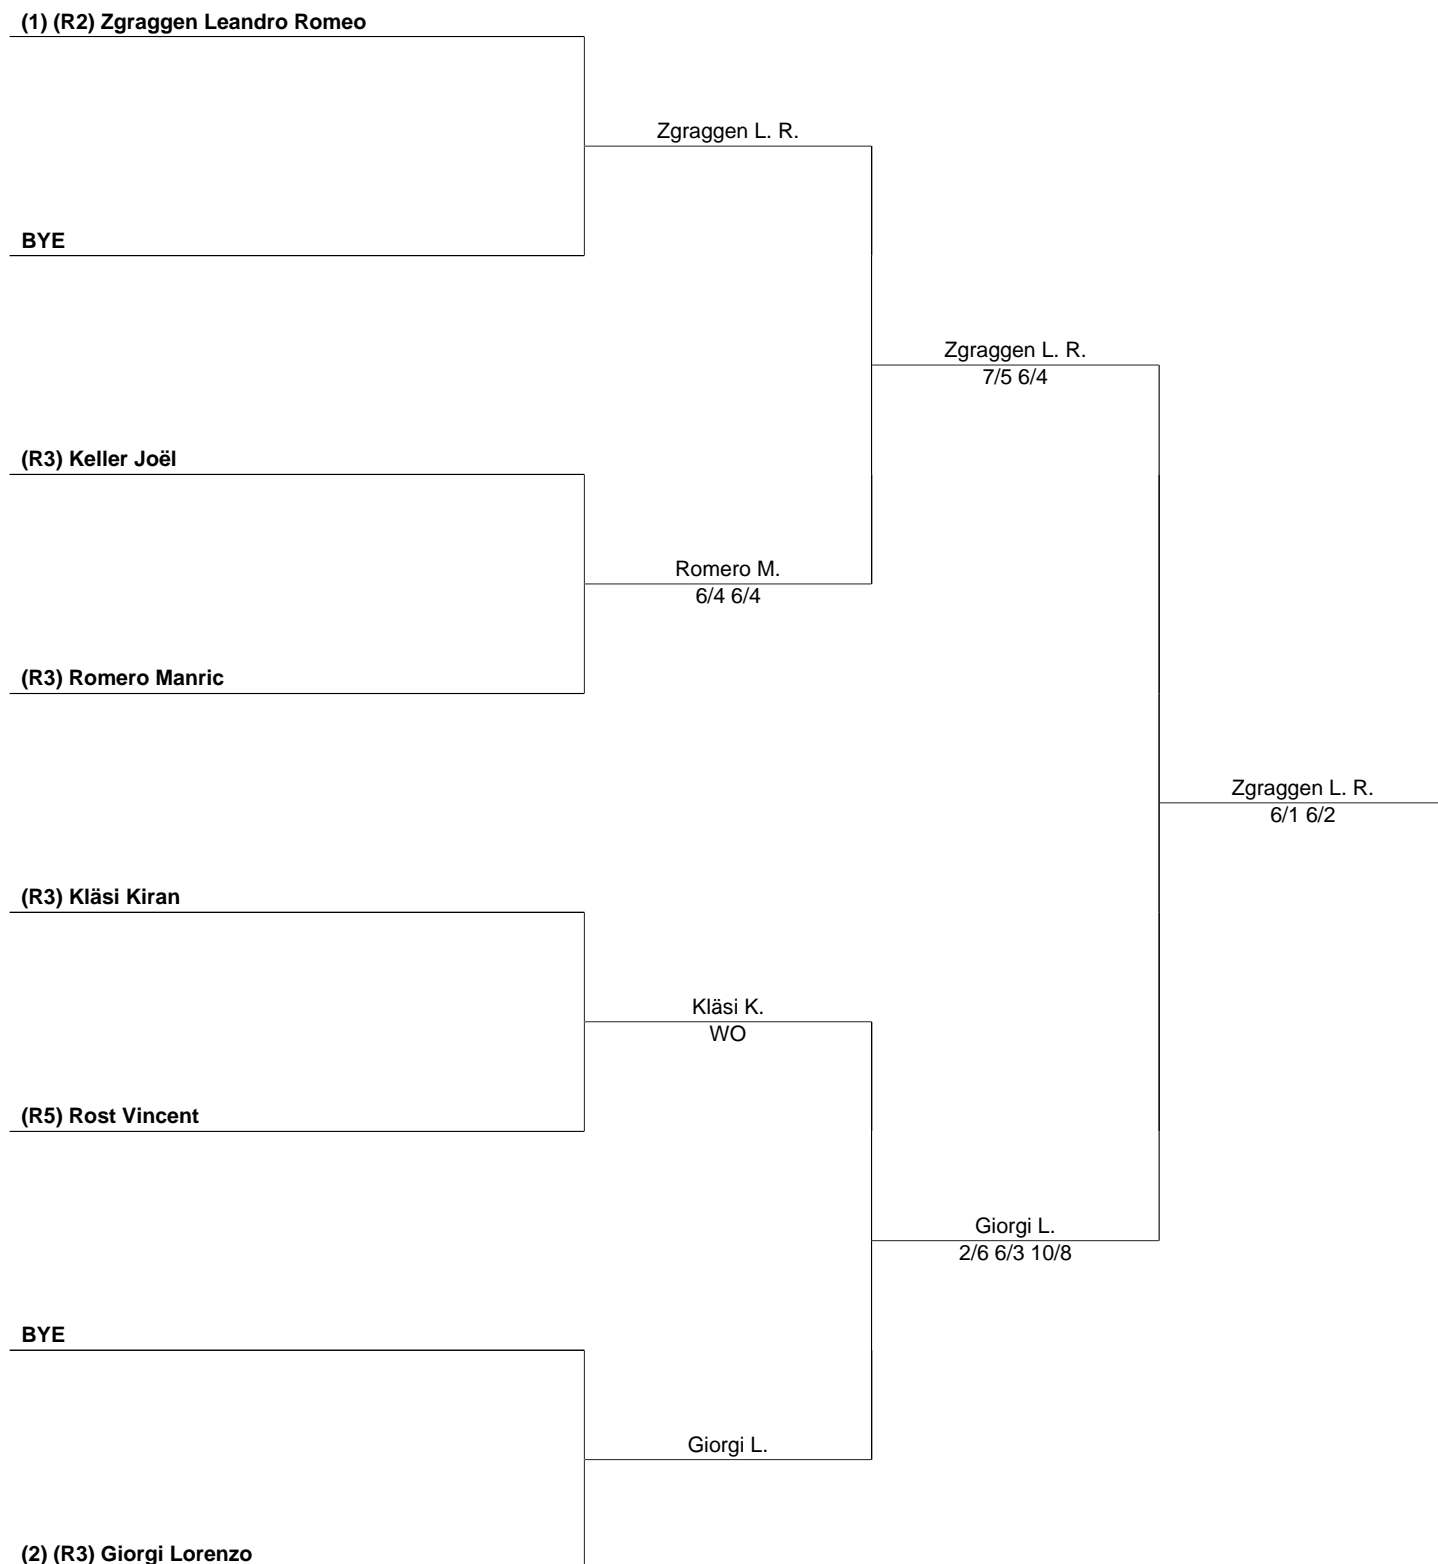 (1) (R2) Zgraggen Leandro Romeo
Zgraggen L. R.
BYE
Zgraggen L. R.
7/5 6/4
(R3) Keller Joël
Romero M.
6/4 6/4
(R3) Romero Manric
Zgraggen L. R.
6/1 6/2
(R3) Kläsi Kiran
Kläsi K.
WO
(R5) Rost Vincent
Giorgi L.
2/6 6/3 10/8
BYE
Giorgi L.
(2) (R3) Giorgi Lorenzo